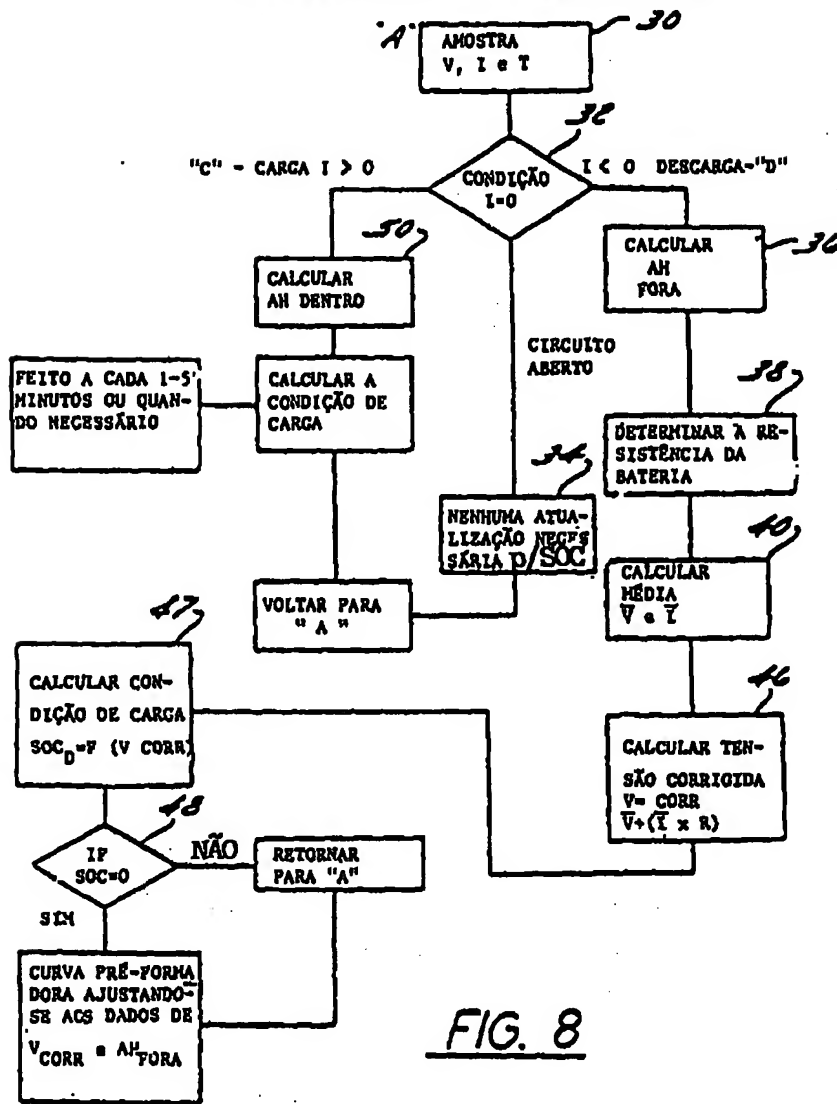 "A"
AMOSTRA
V, I e T
30
32
"C" - CARGA I > 0
CONDIÇÃO
I=0
I < 0 DESCARGA-"D"
50
CALCULAR
AH DENTRO
CALCULAR
AH
FORA
36
FEITO A CADA 1-5'
MINUTOS OU QUAN-
DO NECESSÁRIO
CALCULAR A
CONDIÇÃO DE
CARGA
CIRCUITO
ABERTO
38
DETERMINAR A RE-
SISTÊNCIA DA
BATERIA
34
NENHUMA ATUA-
LIZAÇÃO NECES
SÁRIA p/SOC
40
CALCULAR
MÉDIA
V̅ e I̅
VOLTAR PARA
"A"
47
CALCULAR CON-
DIÇÃO DE CARGA
SOC_D=F (V CORR)
46
CALCULAR TEN-
SÃO CORRIGIDA
V= CORR
V̅+(I̅ x R)
48
IF
SOC=0
NÃO
RETORNAR
PARA "A"
SIM
CURVA PRÉ-FORMA
DORA AJUSTANDO-
SE AOS DADOS DE
V_CORR e AH_FORA
FIG. 8